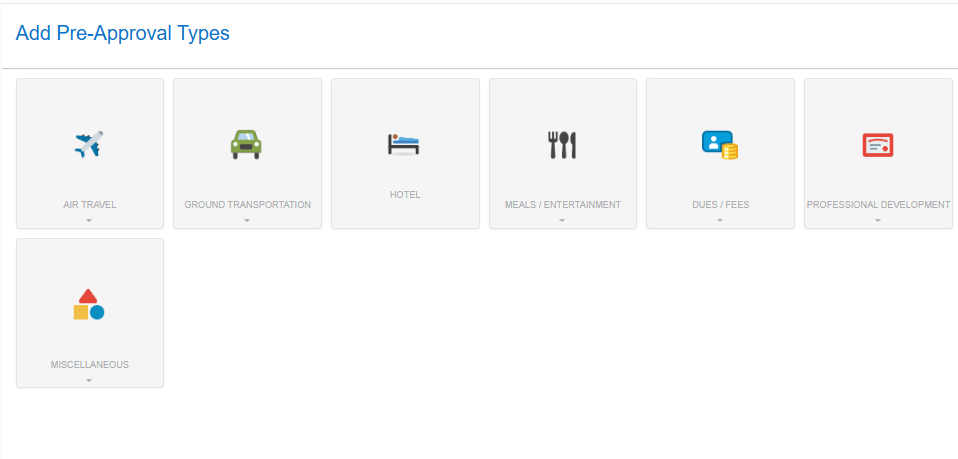 Add Pre-Approval Types
AIR TRAVEL
GROUND TRANSPORTATION
HOTEL
MEALS / ENTERTAINMENT
DUES / FEES
PROFESSIONAL DEVELOPMENT
MISCELLANEOUS